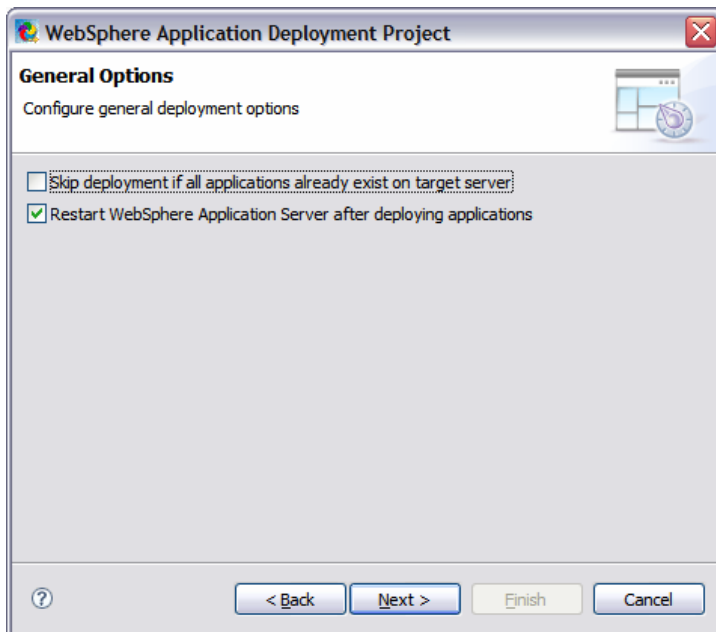 WebSphere Application Deployment Project
General Options
Configure general deployment options
Skip deployment if all applications already exist on target server
Restart WebSphere Application Server after deploying applications
?
< Back
Next >
Finish
Cancel